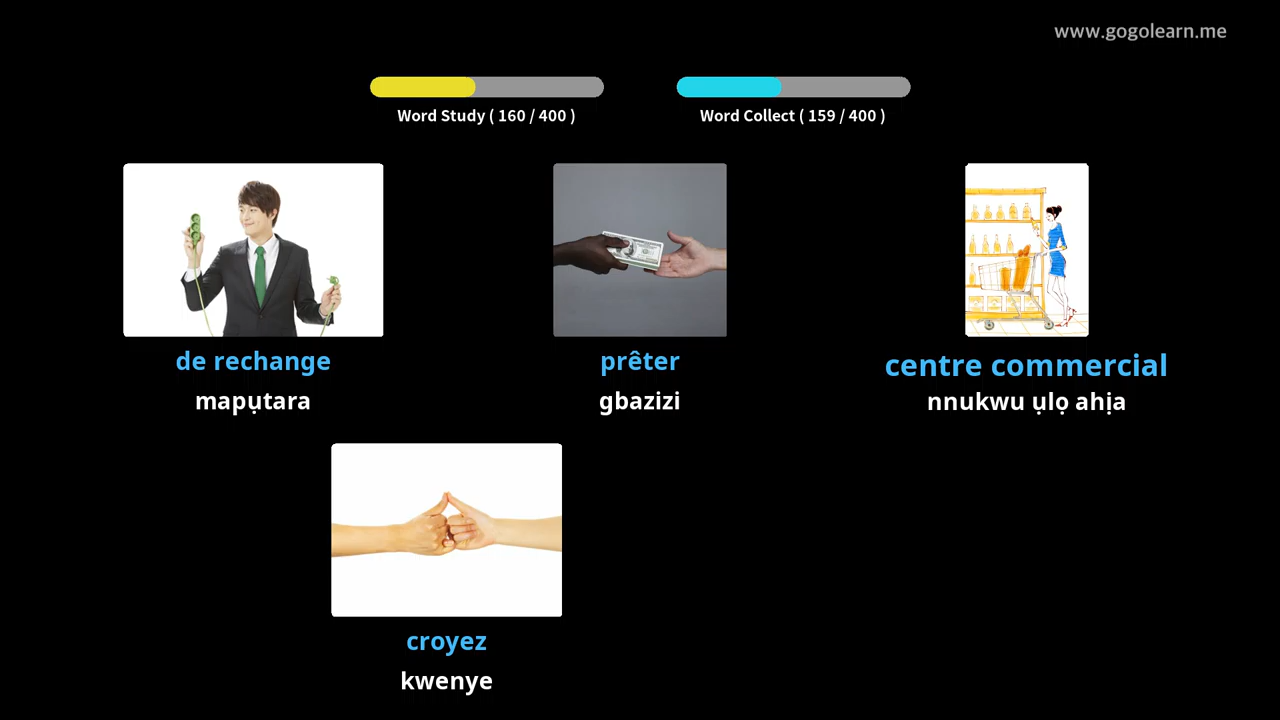 www.gogolearn.me
Word Study ( 160 / 400 )
Word Collect ( 159 / 400 )
de rechange
mapụtara
prêter
gbazizi
centre commercial
nnukwu ụlọ ahịa
croyez
kwenye